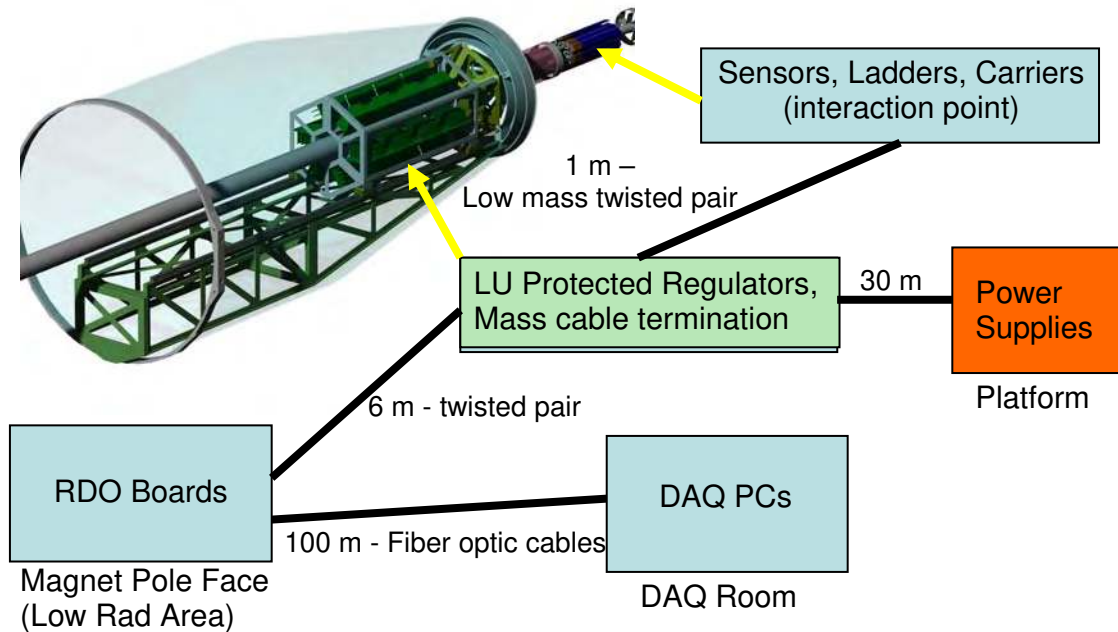 Sensors, Ladders, Carriers
(interaction point)
1 m –
Low mass twisted pair
LU Protected Regulators,
Mass cable termination
30 m
Power
Supplies
Platform
6 m - twisted pair
RDO Boards
DAQ PCs
100 m - Fiber optic cables
Magnet Pole Face
(Low Rad Area)
DAQ Room